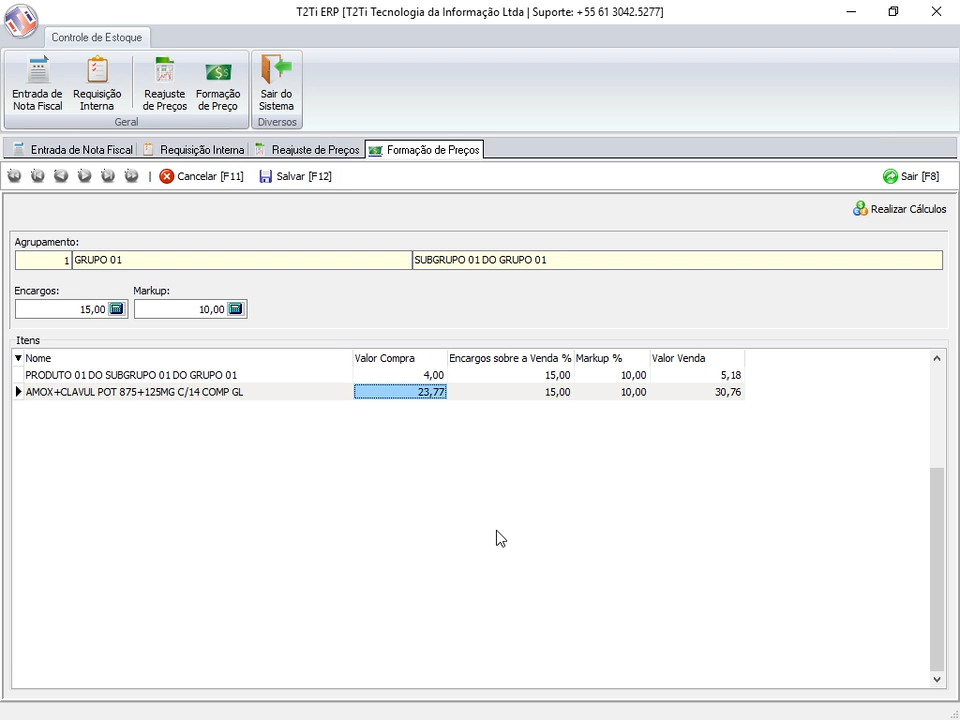 T2Ti ERP [T2Ti Tecnologia da Informação Ltda | Suporte: +55 61 3042.5277]
Controle de Estoque
Entrada de Nota Fiscal
Requisição Interna
Reajuste de Preços
Formação de Preço
Sair do Sistema
Geral
Diversos
Entrada de Nota Fiscal Requisição Interna Reajuste de Preços Formação de Preços
Cancelar [F11] Salvar [F12] Sair [F8]
Realizar Cálculos
Agrupamento:
1 GRUPO 01 SUBGRUPO 01 DO GRUPO 01
Encargos: Markup:
15,00 10,00
Itens
Nome Valor Compra Encargos sobre a Venda % Markup % Valor Venda
PRODUTO 01 DO SUBGRUPO 01 DO GRUPO 01 4,00 15,00 10,00 5,18
AMOX+CLAVUL POT 875+125MG C/14 COMP GL 23,77 15,00 10,00 30,76